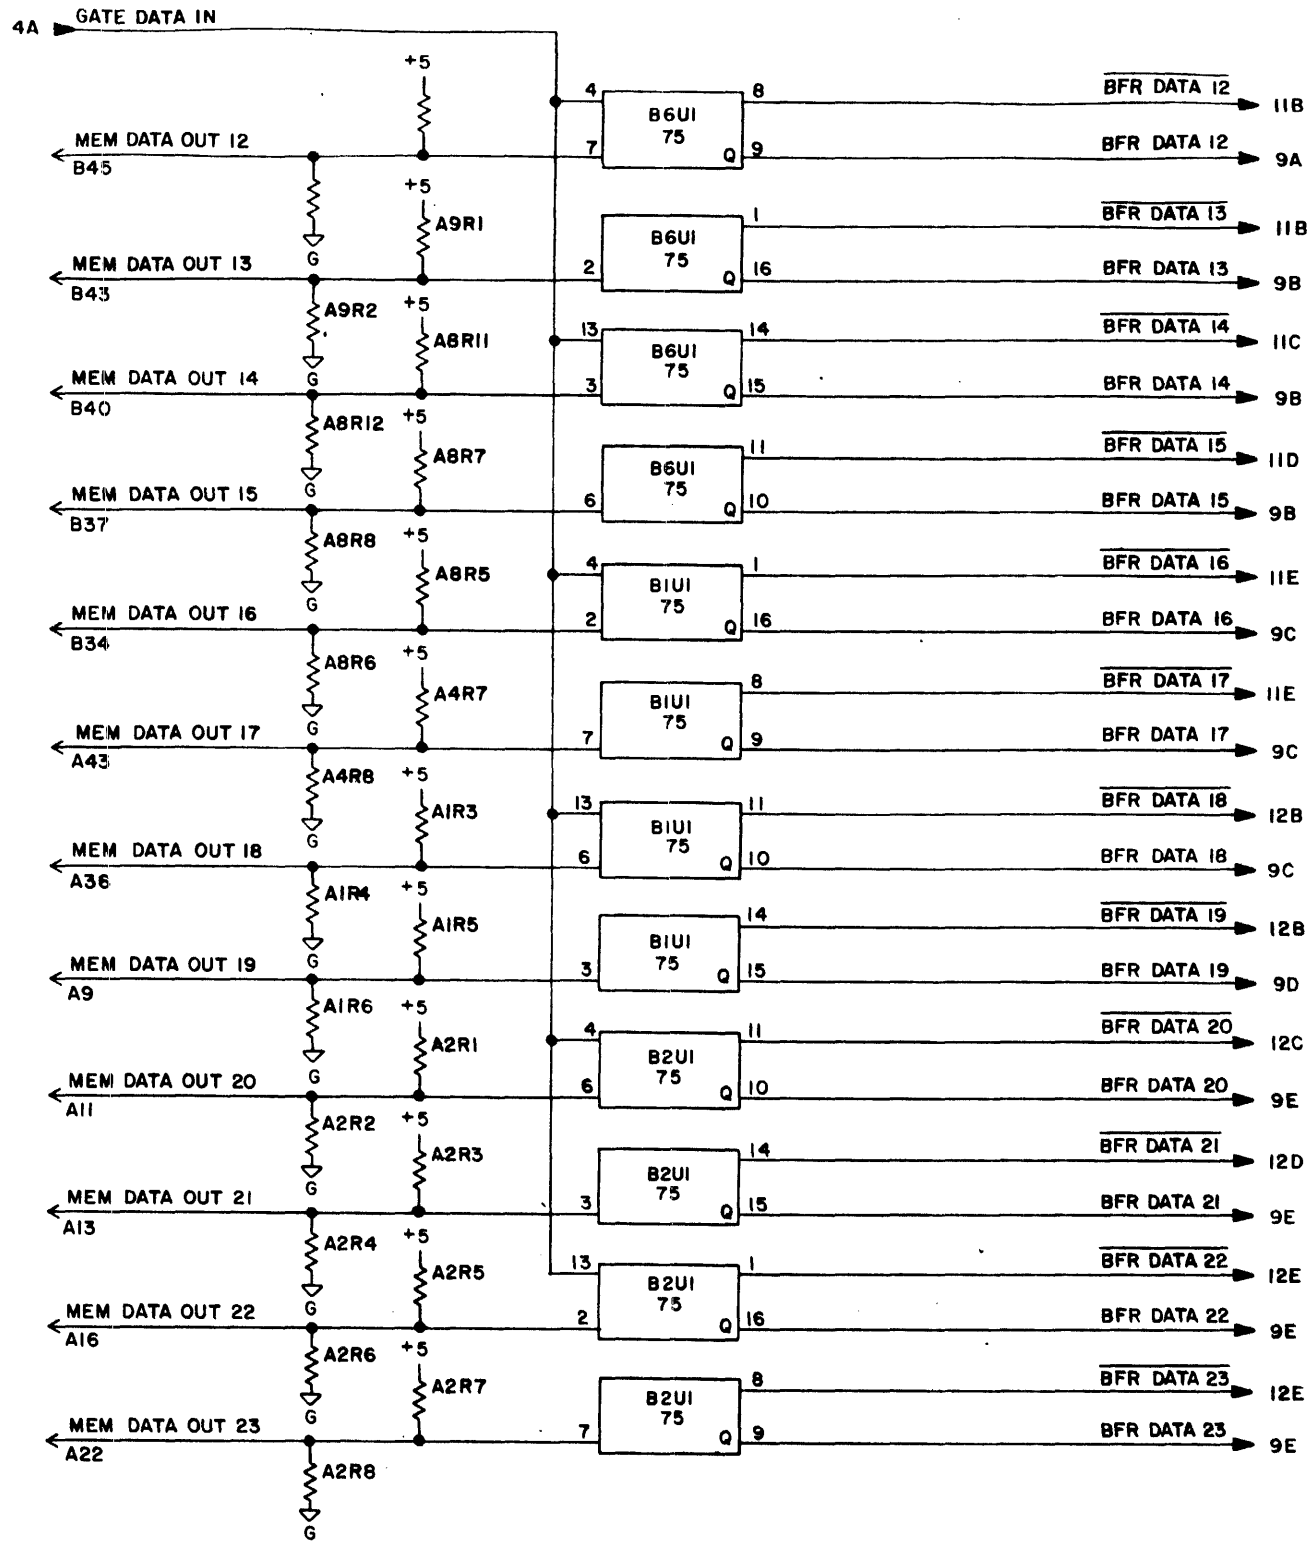 GATE DATA IN
4A
+5
4 B6U1 8 BFR DATA 12 11B
75
MEM DATA OUT 12 7 Q 9 BFR DATA 12 9A
B45
+5
A9R1
G
1 BFR DATA 13 11B
B6U1
75
MEM DATA OUT 13 2 Q 16 BFR DATA 13 9B
B43
+5
A9R2
A8R11
G
13 B6U1 14 BFR DATA 14 11C
75
MEM DATA OUT 14 3 Q 15 BFR DATA 14 9B
B40
+5
A8R12
A8R7
G
11 BFR DATA 15 11D
B6U1
75
MEM DATA OUT 15 6 Q 10 BFR DATA 15 9B
B37
+5
A8R8
A8R5
G
4 B1U1 1 BFR DATA 16 11E
75
MEM DATA OUT 16 2 Q 16 BFR DATA 16 9C
B34
+5
A8R6
A4R7
G
8 BFR DATA 17 11E
B1U1
75
MEM DATA OUT 17 7 Q 9 BFR DATA 17 9C
A43
+5
A4R8
A1R3
G
13 B1U1 11 BFR DATA 18 12B
75
MEM DATA OUT 18 6 Q 10 BFR DATA 18 9C
A36
+5
A1R4
A1R5
G
14 BFR DATA 19 12B
B1U1
75
MEM DATA OUT 19 3 Q 15 BFR DATA 19 9D
A9
+5
A1R6
A2R1
G
4 B2U1 11 BFR DATA 20 12C
75
MEM DATA OUT 20 6 Q 10 BFR DATA 20 9E
A11
+5
A2R2
A2R3
G
14 BFR DATA 21 12D
B2U1
75
MEM DATA OUT 21 3 Q 15 BFR DATA 21 9E
A13
+5
A2R4
A2R5
G
13 B2U1 1 BFR DATA 22 12E
75
MEM DATA OUT 22 2 Q 16 BFR DATA 22 9E
A16
+5
A2R6
A2R7
G
8 BFR DATA 23 12E
B2U1
75
MEM DATA OUT 23 7 Q 9 BFR DATA 23 9E
A22
A2R8
G